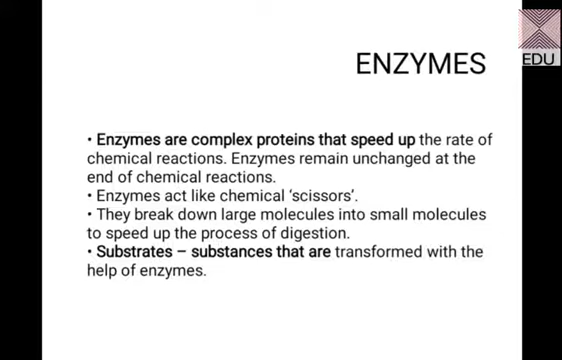 EDU
ENZYMES
• Enzymes are complex proteins that speed up the rate of
chemical reactions. Enzymes remain unchanged at the
end of chemical reactions.
• Enzymes act like chemical ‘scissors’.
• They break down large molecules into small molecules
to speed up the process of digestion.
• Substrates – substances that are transformed with the
help of enzymes.